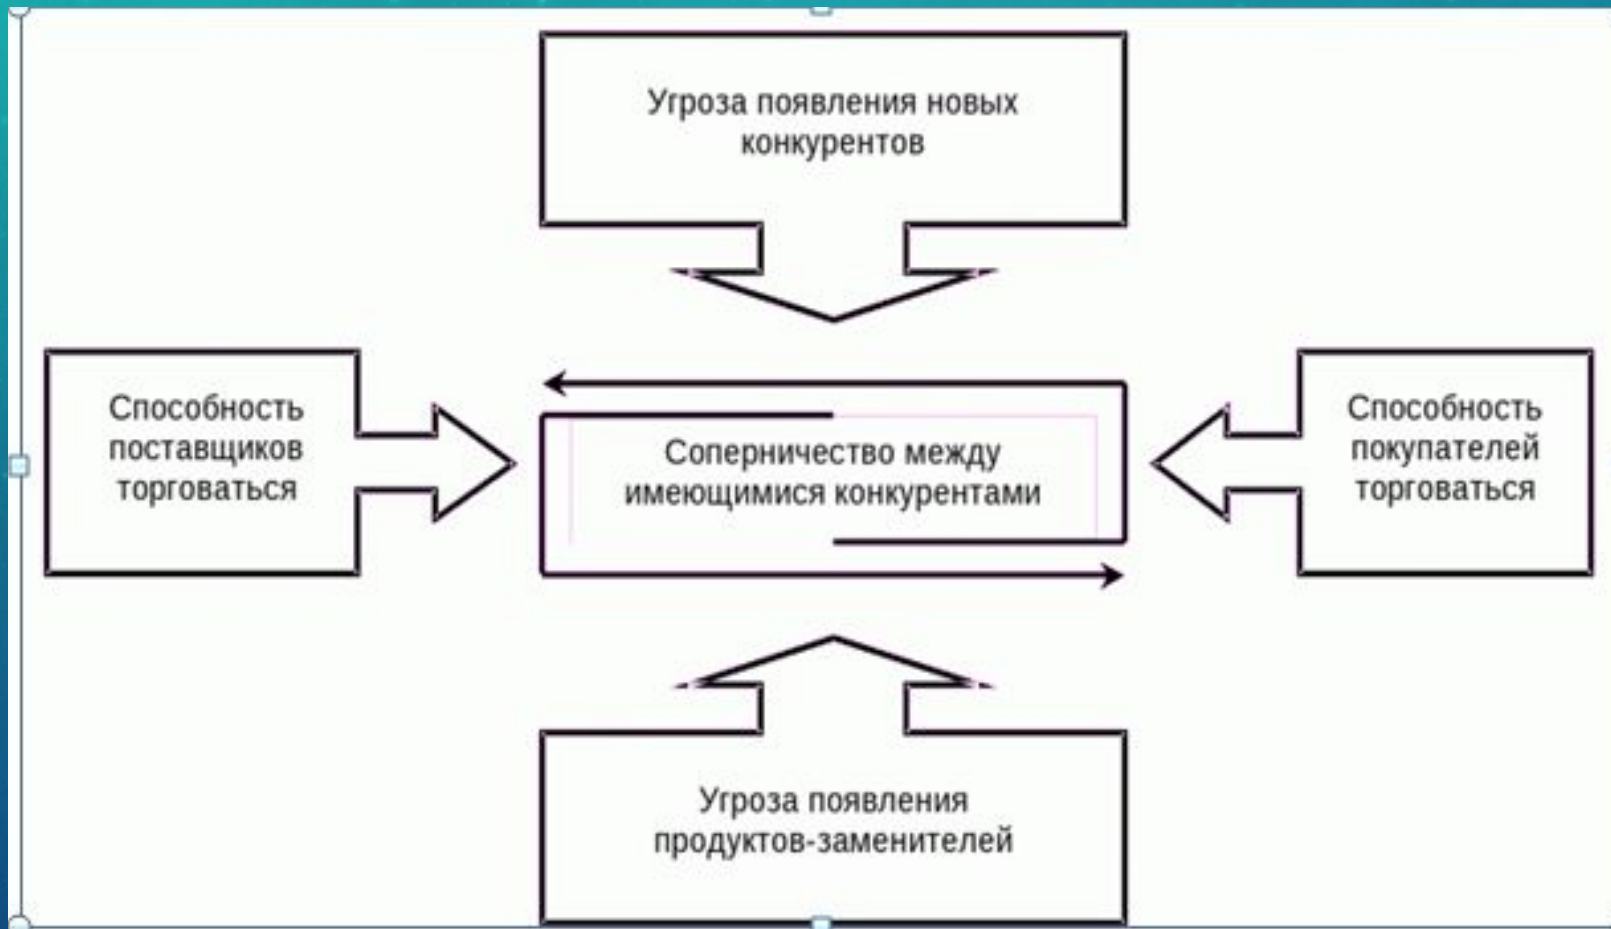 Угроза появления новых
конкурентов
Способность
поставщиков
торговаться
Соперничество между
имеющимися конкурентами
Способность
покупателей
торговаться
Угроза появления
продуктов-заменителей